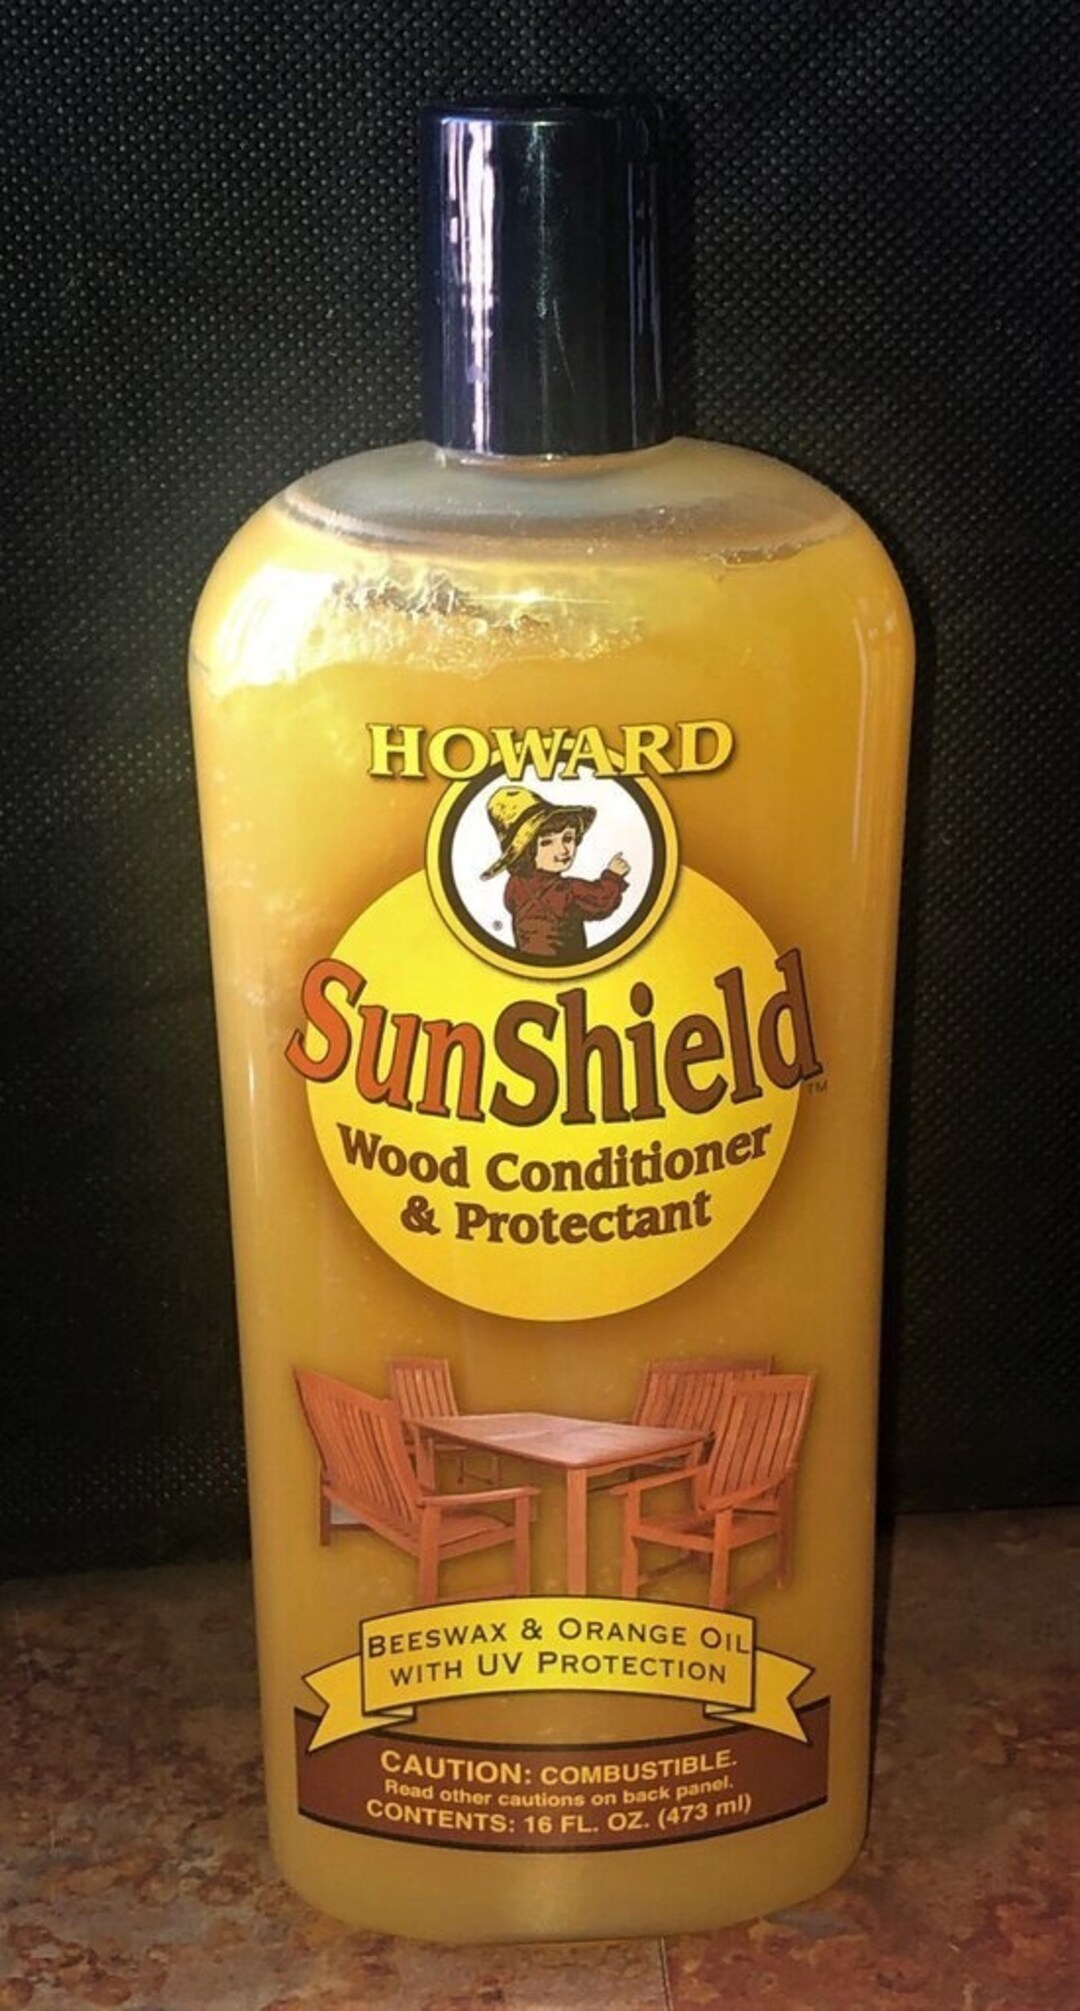 HOWARD
®
SunShield
™
Wood Conditioner
& Protectant
BEESWAX & ORANGE OIL
WITH UV PROTECTION
CAUTION: COMBUSTIBLE.
Read other cautions on back panel.
CONTENTS: 16 FL. OZ. (473 ml)